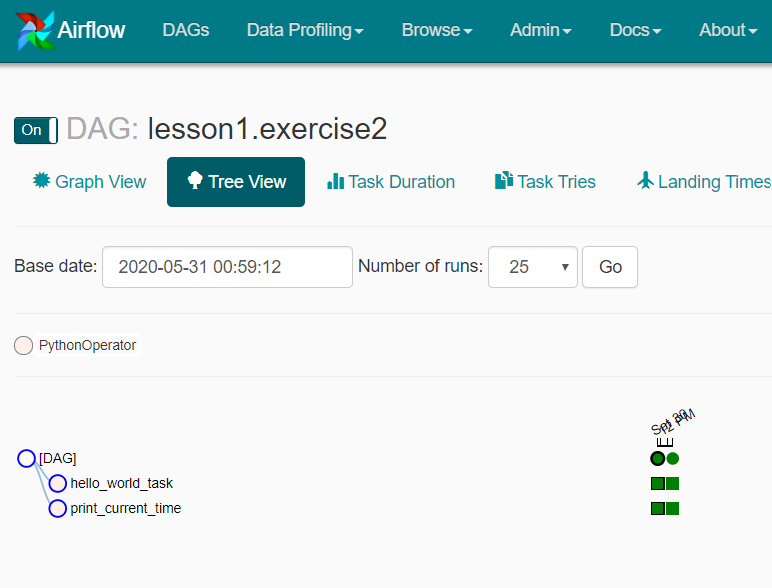 Airflow DAGs Data Profiling Browse Admin Docs About
On DAG: lesson1.exercise2
Graph View Tree View Task Duration Task Tries Landing Times
Base date: 2020-05-31 00:59:12 Number of runs: 25 Go
PythonOperator
Sat 30
12 PM
[DAG]
hello_world_task
print_current_time